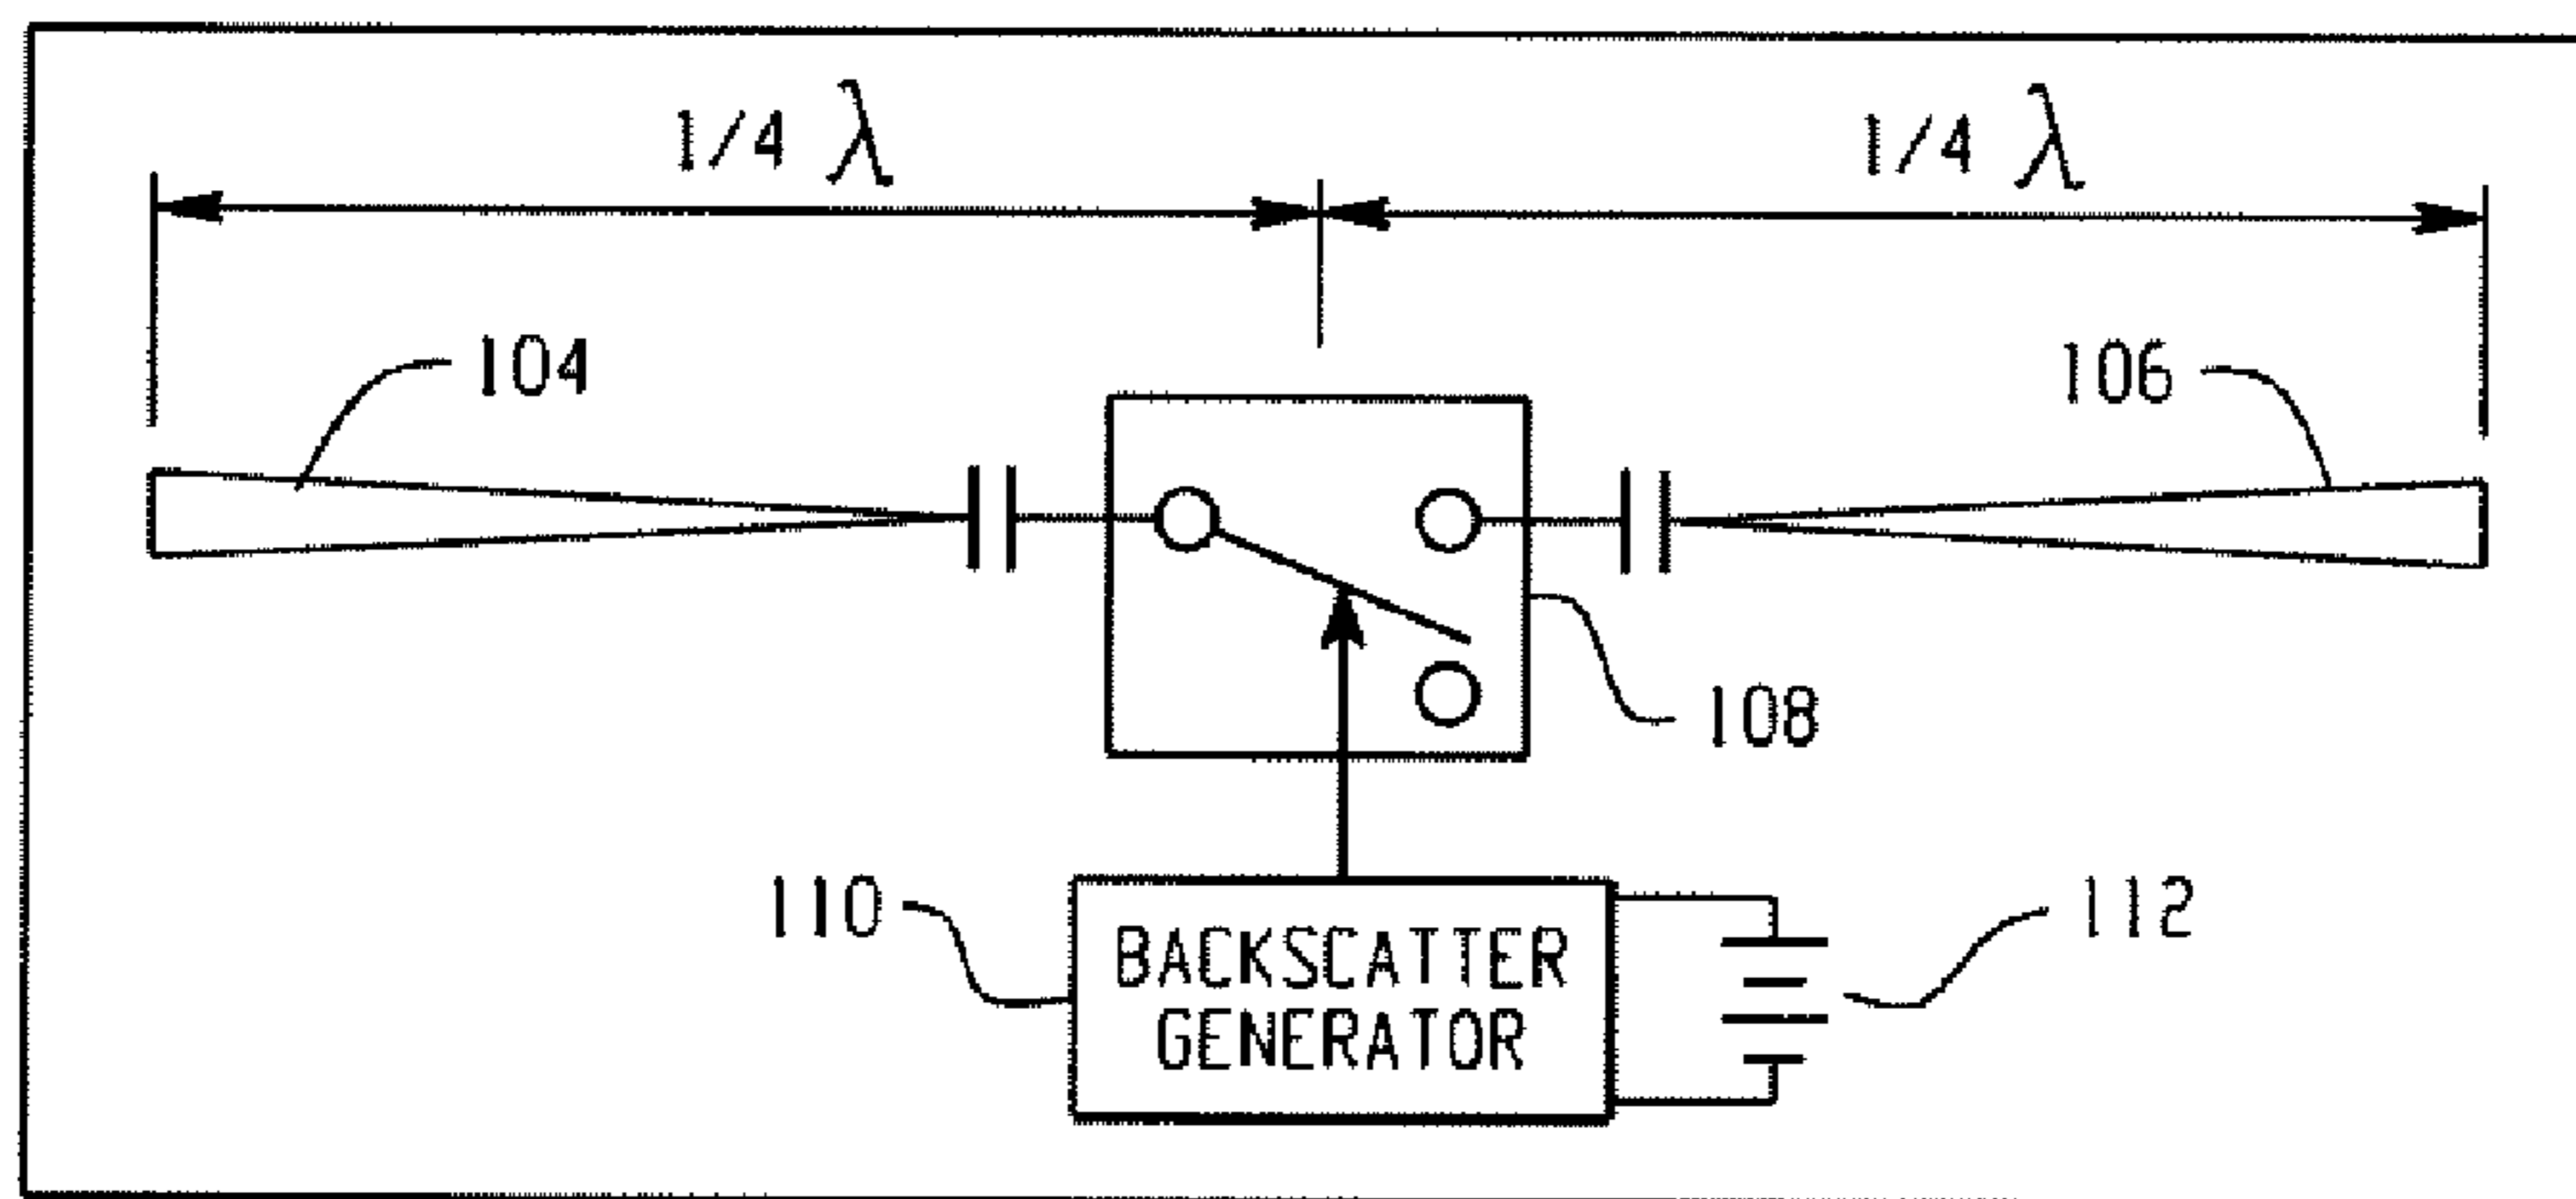 1/4 λ
1/4 λ
104
106
108
110
BACKSCATTER
GENERATOR
112